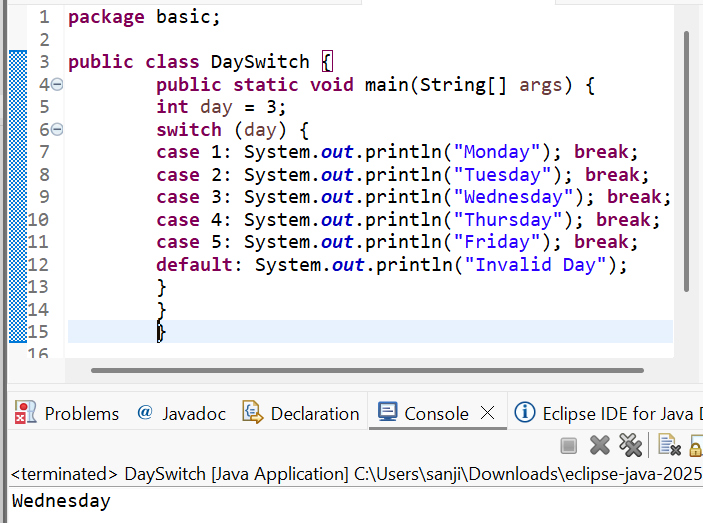 1 package basic;
2
3 public class DaySwitch {
4 public static void main(String[] args) {
5 int day = 3;
6 switch (day) {
7 case 1: System.out.println("Monday"); break;
8 case 2: System.out.println("Tuesday"); break;
9 case 3: System.out.println("Wednesday"); break;
10 case 4: System.out.println("Thursday"); break;
11 case 5: System.out.println("Friday"); break;
12 default: System.out.println("Invalid Day");
13 }
14 }
15 }
16
Problems @ Javadoc Declaration Console Eclipse IDE for Java
<terminated> DaySwitch [Java Application] C:\Users\sanji\Downloads\eclipse-java-2025
Wednesday